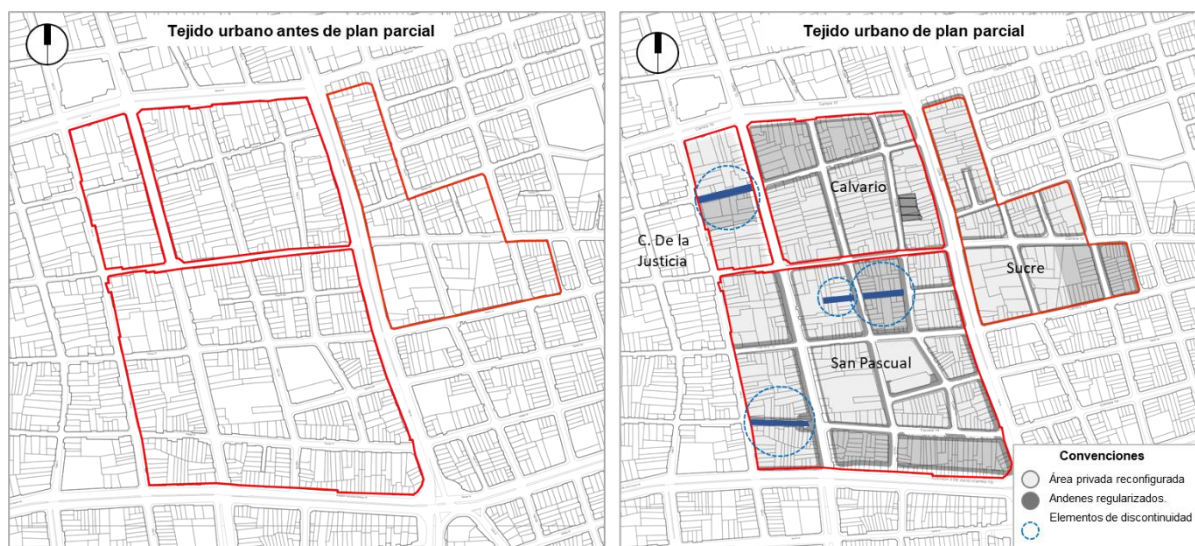 Tejido urbano antes de plan parcial
Tejido urbano de plan parcial
Calvario
C. De la
Justicia
Sucre
San Pascual
Convenciones
Área privada reconfigurada
Andenes regularizados.
Elementos de discontinuidad